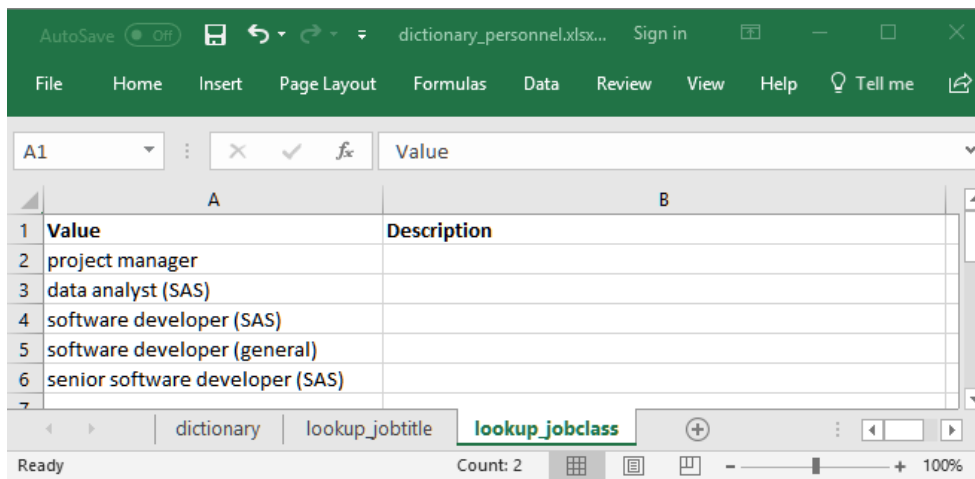 AutoSave Off dictionary_personnel.xlsx... Sign in
File Home Insert Page Layout Formulas Data Review View Help Tell me
A1 fx Value
A B
1 Value Description
2 project manager
3 data analyst (SAS)
4 software developer (SAS)
5 software developer (general)
6 senior software developer (SAS)
7
dictionary lookup_jobtitle lookup_jobclass
Ready Count: 2 100%